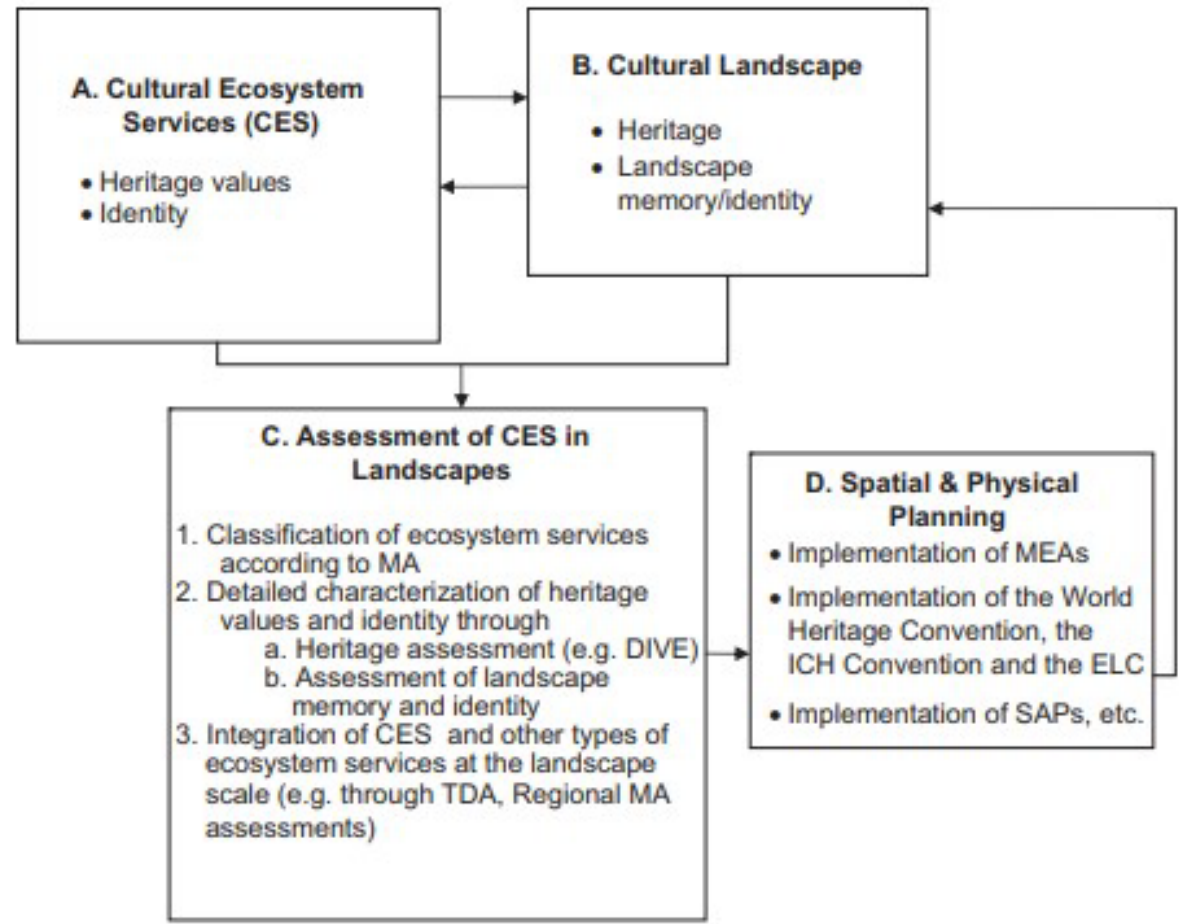 A. Cultural Ecosystem
Services (CES)
• Heritage values
• Identity
B. Cultural Landscape
• Heritage
• Landscape
memory/identity
C. Assessment of CES in
Landscapes
1. Classification of ecosystem services
according to MA
2. Detailed characterization of heritage
values and identity through
a. Heritage assessment (e.g. DIVE)
b. Assessment of landscape
memory and identity
3. Integration of CES and other types of
ecosystem services at the landscape
scale (e.g. through TDA, Regional MA
assessments)
D. Spatial & Physical
Planning
• Implementation of MEAs
• Implementation of the World
Heritage Convention, the
ICH Convention and the ELC
• Implementation of SAPs, etc.